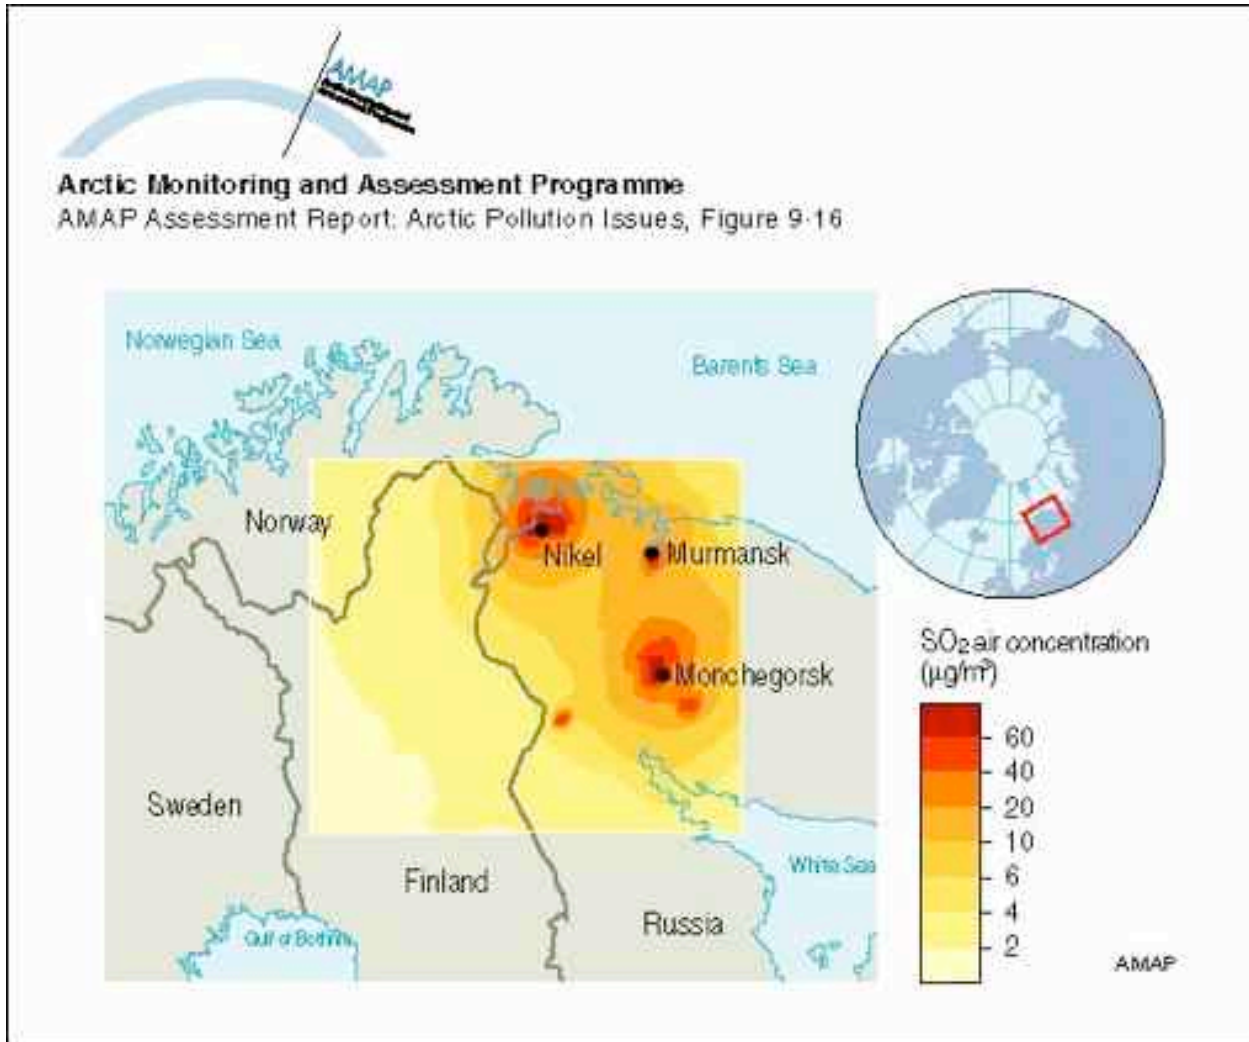 AMAP
Arctic Monitoring and Assessment Programme
AMAP Assessment Report: Arctic Pollution Issues, Figure 9·16
Norwegian Sea
Barents Sea
Norway
Nikel
Murmansk
Monchegorsk
Sweden
Finland
Russia
White Sea
Gulf of Bothnia
SO₂ air concentration
(µg/m³)
60
40
20
10
6
4
2
AMAP